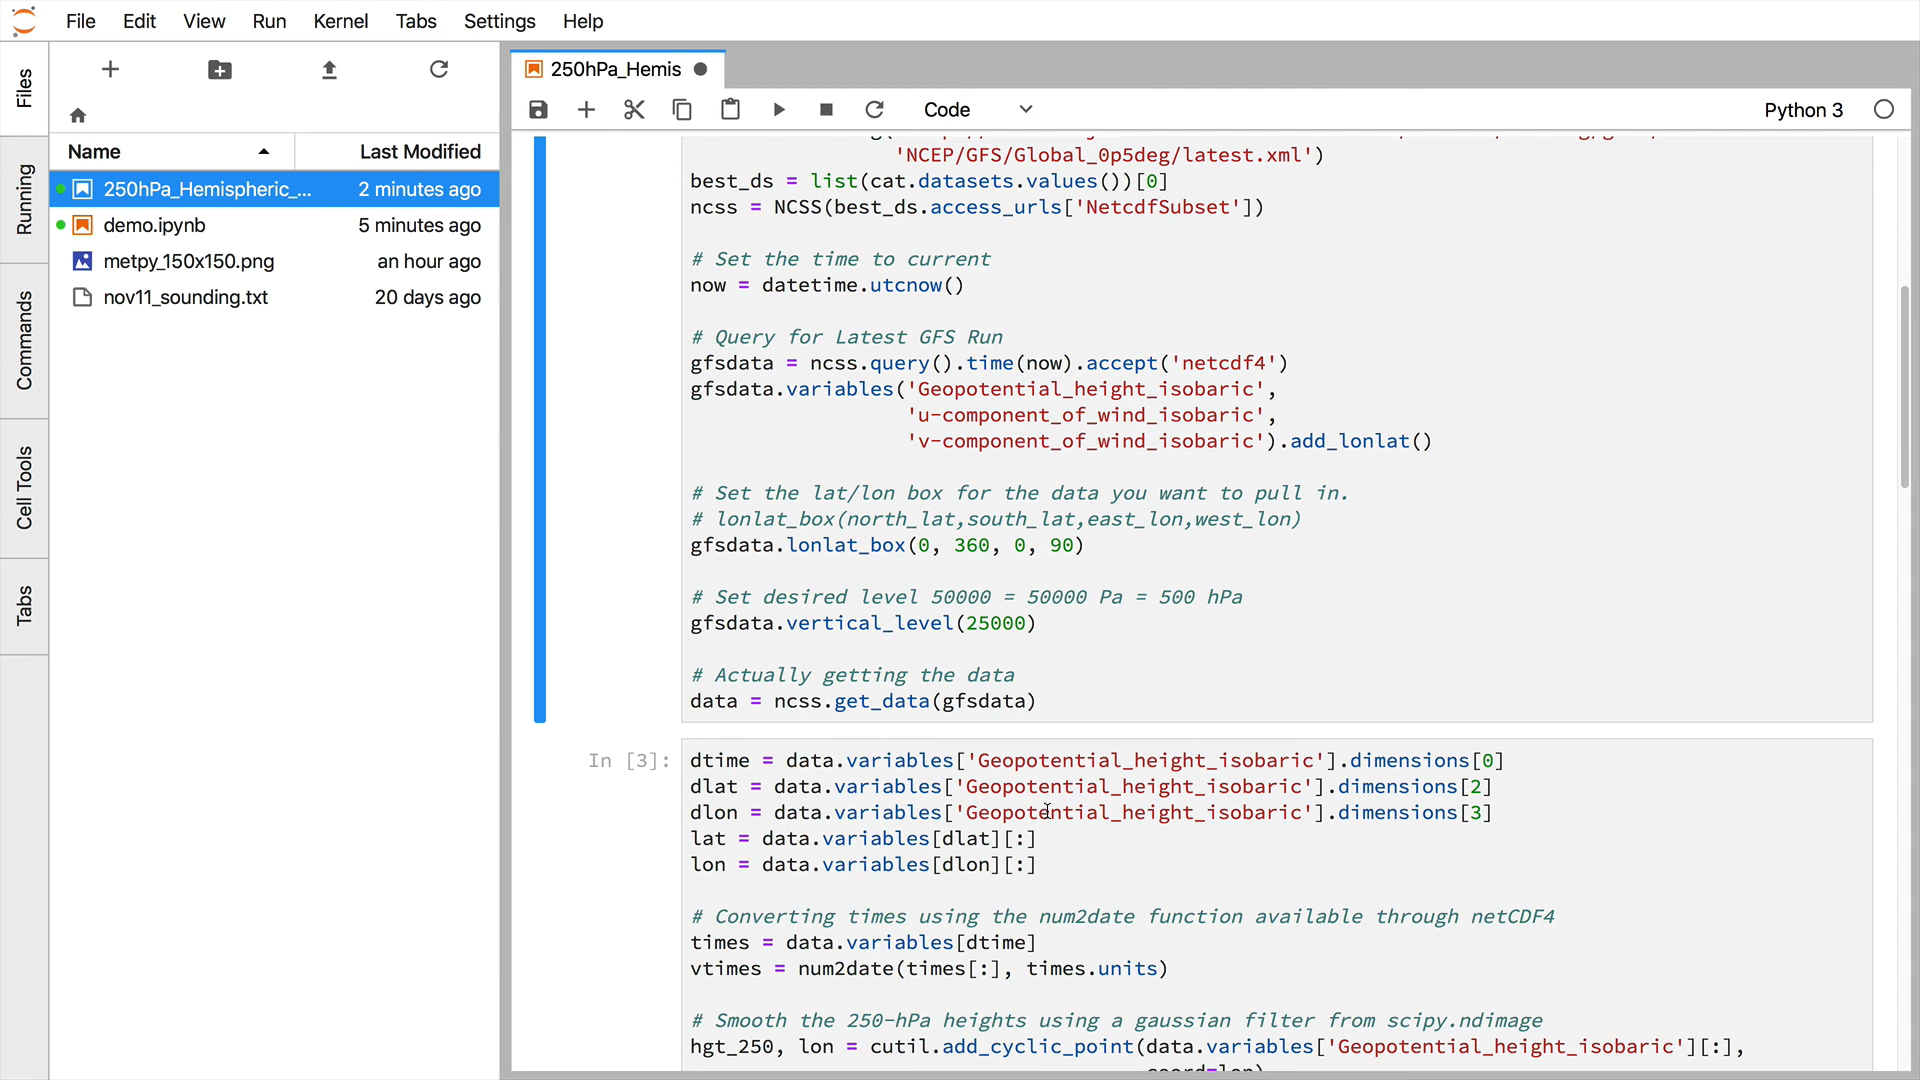 File Edit View Run Kernel Tabs Settings Help
Files
Running
Commands
Cell Tools
Tabs
Name Last Modified
250hPa_Hemispheric_... 2 minutes ago
demo.ipynb 5 minutes ago
metpy_150x150.png an hour ago
nov11_sounding.txt 20 days ago
250hPa_Hemis
Code Python 3
'NCEP/GFS/Global_0p5deg/latest.xml')
best_ds = list(cat.datasets.values())[0]
ncss = NCSS(best_ds.access_urls['NetcdfSubset'])
# Set the time to current
now = datetime.utcnow()
# Query for Latest GFS Run
gfsdata = ncss.query().time(now).accept('netcdf4')
gfsdata.variables('Geopotential_height_isobaric',
'u-component_of_wind_isobaric',
'v-component_of_wind_isobaric').add_lonlat()
# Set the lat/lon box for the data you want to pull in.
# lonlat_box(north_lat,south_lat,east_lon,west_lon)
gfsdata.lonlat_box(0, 360, 0, 90)
# Set desired level 50000 = 50000 Pa = 500 hPa
gfsdata.vertical_level(25000)
# Actually getting the data
data = ncss.get_data(gfsdata)
In [3]:
dtime = data.variables['Geopotential_height_isobaric'].dimensions[0]
dlat = data.variables['Geopotential_height_isobaric'].dimensions[2]
dlon = data.variables['Geopotential_height_isobaric'].dimensions[3]
lat = data.variables[dlat][:]
lon = data.variables[dlon][:]
# Converting times using the num2date function available through netCDF4
times = data.variables[dtime]
vtimes = num2date(times[:], times.units)
# Smooth the 250-hPa heights using a gaussian filter from scipy.ndimage
hgt_250, lon = cutil.add_cyclic_point(data.variables['Geopotential_height_isobaric'][:],
coord=lon)